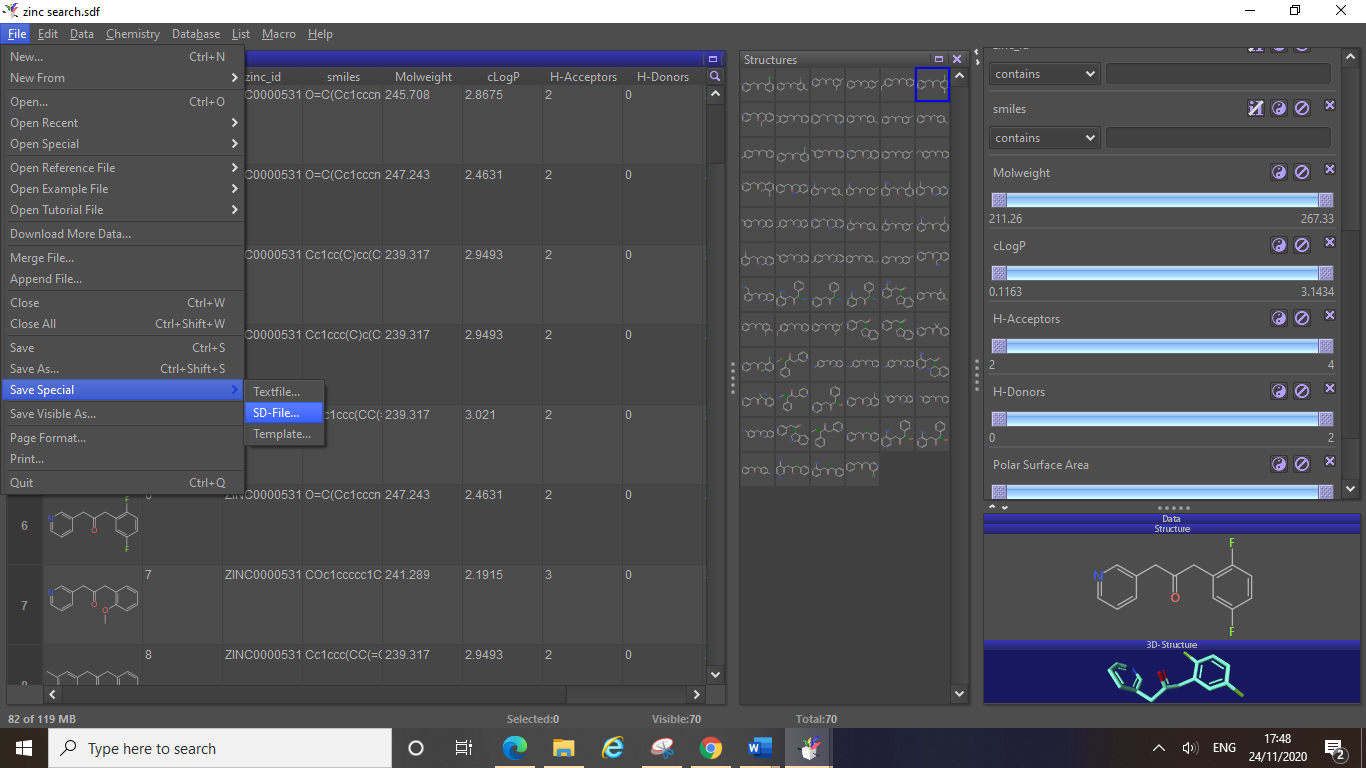 zinc search.sdf
File Edit Data Chemistry Database List Macro Help
New... Ctrl+N
New From
Open... Ctrl+O
Open Recent
Open Special
Open Reference File
Open Example File
Open Tutorial File
Download More Data...
Merge File...
Append File...
Close Ctrl+W
Close All Ctrl+Shift+W
Save Ctrl+S
Save As... Ctrl+Shift+S
Save Special
Save Visible As...
Page Format...
Print...
Quit Ctrl+Q
Textfile...
SD-File...
Template...
zinc_id smiles Molweight cLogP H-Acceptors H-Donors
C0000531 O=C(Cc1cccn 245.708 2.8675 2 0
C0000531 O=C(Cc1cccn 247.243 2.4631 2 0
C0000531 Cc1cc(C)cc(C 239.317 2.9493 2 0
C0000531 Cc1ccc(C)c(C 239.317 2.9493 2 0
c1ccc(CC(= 239.317 3.021 2 0
6 ZINC0000531 O=C(Cc1cccn 247.243 2.4631 2 0
N O F F
7 7 ZINC0000531 COc1ccccc1C 241.289 2.1915 3 0
N O O
8 8 ZINC0000531 Cc1ccc(CC(=C 239.317 2.9493 2 0
Structures
zinc_id
contains
smiles
contains
Molweight
211.26 267.33
cLogP
0.1163 3.1434
H-Acceptors
2 4
H-Donors
0 2
Polar Surface Area
Data
Structure
F
N
O
F
3D-Structure
82 of 119 MB Selected:0 Visible:70 Total:70
Type here to search
ENG
17:48
24/11/2020
2